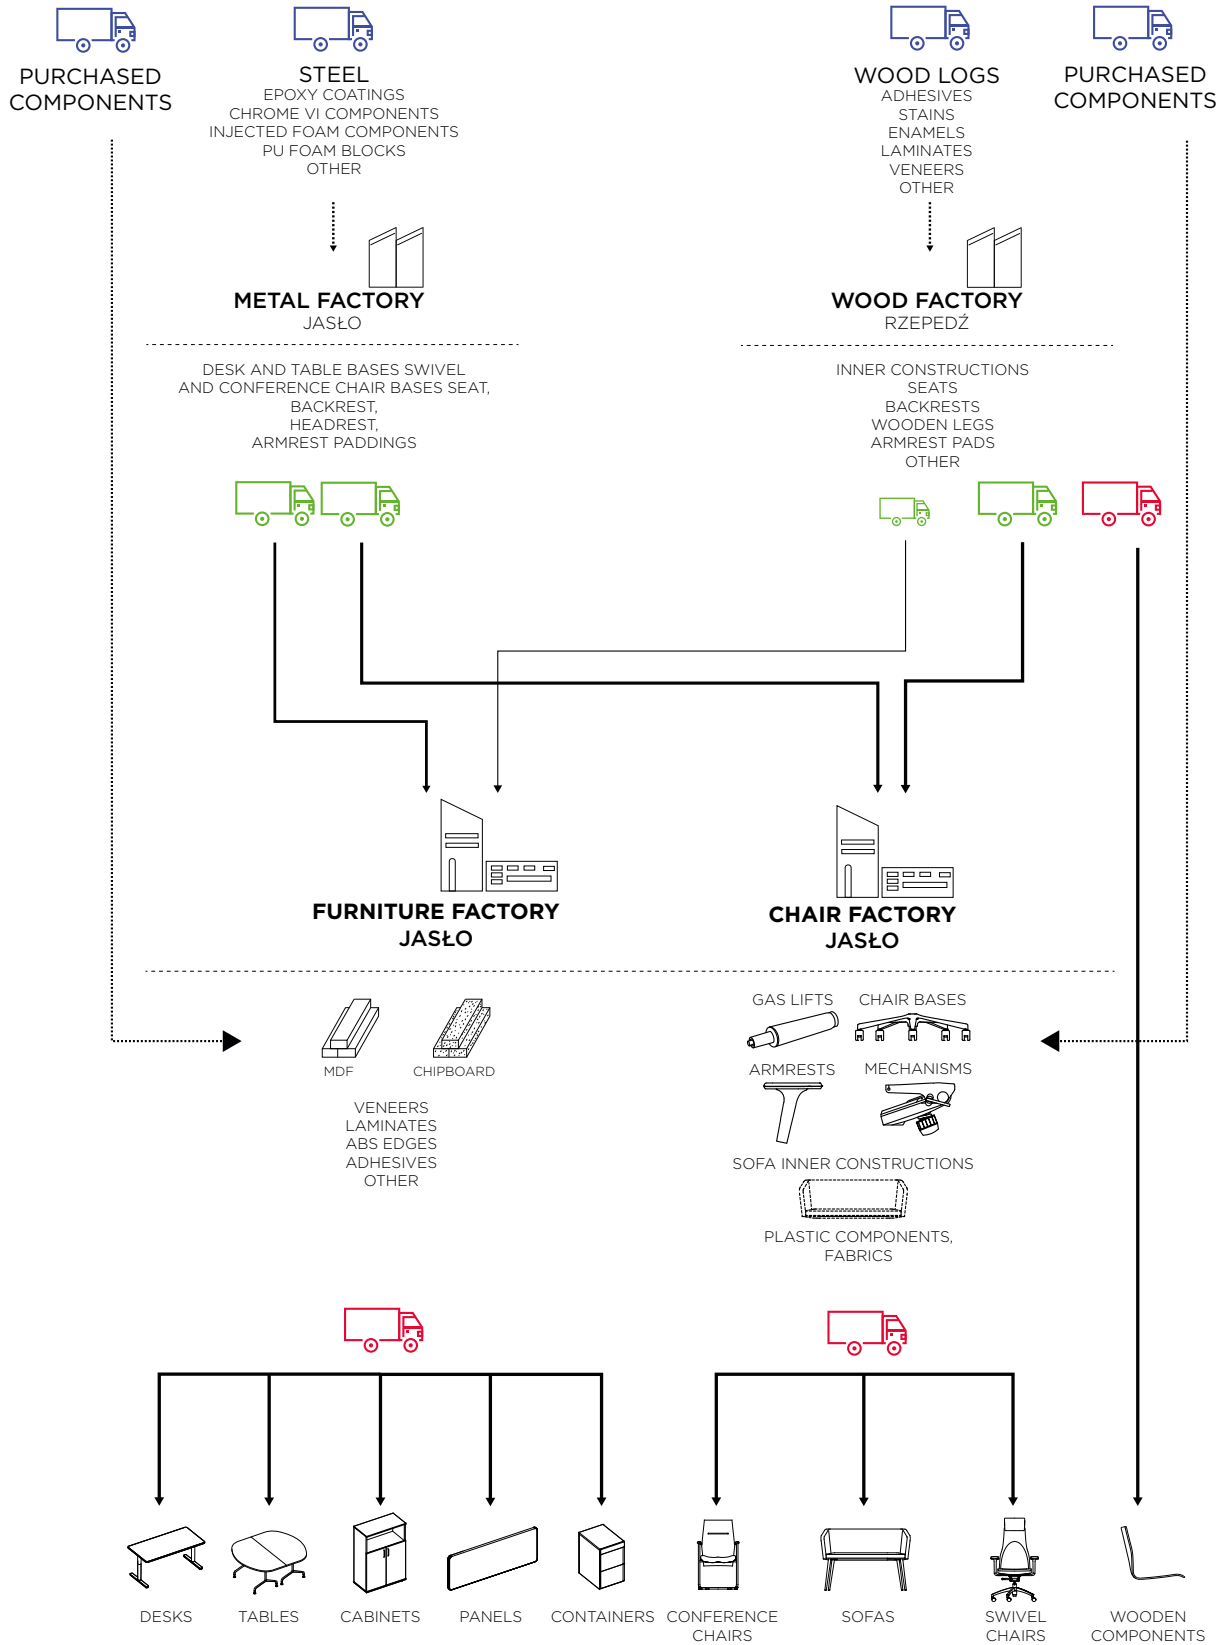 PURCHASED
COMPONENTS
STEEL
EPOXY COATINGS
CHROME VI COMPONENTS
INJECTED FOAM COMPONENTS
PU FOAM BLOCKS
OTHER
WOOD LOGS
ADHESIVES
STAINS
ENAMELS
LAMINATES
VENEERS
OTHER
PURCHASED
COMPONENTS
METAL FACTORY
JASŁO
WOOD FACTORY
RZEPEDŹ
DESK AND TABLE BASES SWIVEL
AND CONFERENCE CHAIR BASES SEAT,
BACKREST,
HEADREST,
ARMREST PADDINGS
INNER CONSTRUCTIONS
SEATS
BACKRESTS
WOODEN LEGS
ARMREST PADS
OTHER
FURNITURE FACTORY
JASŁO
CHAIR FACTORY
JASŁO
MDF
CHIPBOARD
VENEERS
LAMINATES
ABS EDGES
ADHESIVES
OTHER
GAS LIFTS
CHAIR BASES
ARMRESTS
MECHANISMS
SOFA INNER CONSTRUCTIONS
PLASTIC COMPONENTS,
FABRICS
DESKS
TABLES
CABINETS
PANELS
CONTAINERS
CONFERENCE
CHAIRS
SOFAS
SWIVEL
CHAIRS
WOODEN
COMPONENTS